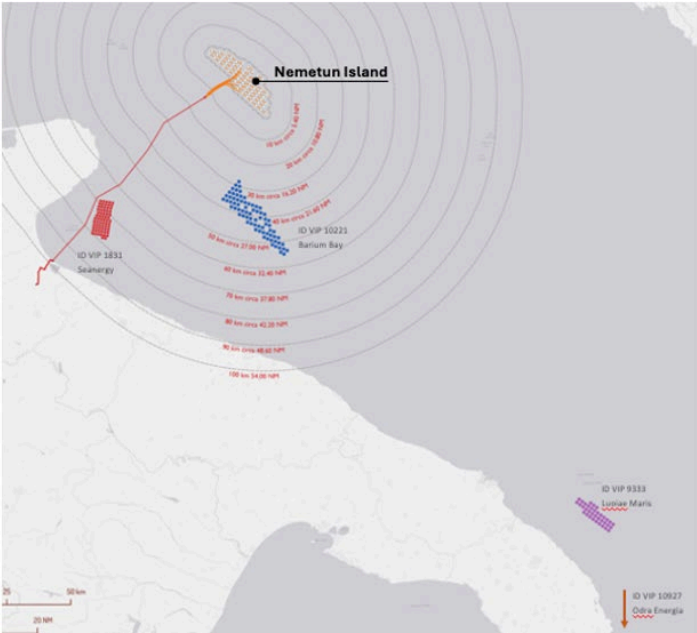 Nemetun Island
10 km circa 5.40 NM
20 km circa 10.80 NM
30 km circa 16.20 NM
40 km circa 21.60 NM
ID VIP 10221
Barium Bay
50 km circa 27.00 NM
ID VIP 1831
Seanergy
60 km circa 32.40 NM
70 km circa 37.80 NM
80 km circa 43.20 NM
90 km circa 48.60 NM
100 km 54.00 NM
ID VIP 9333
Lupiae Maris
25 50 km
20 NM
ID VIP 10927
Odra Energia